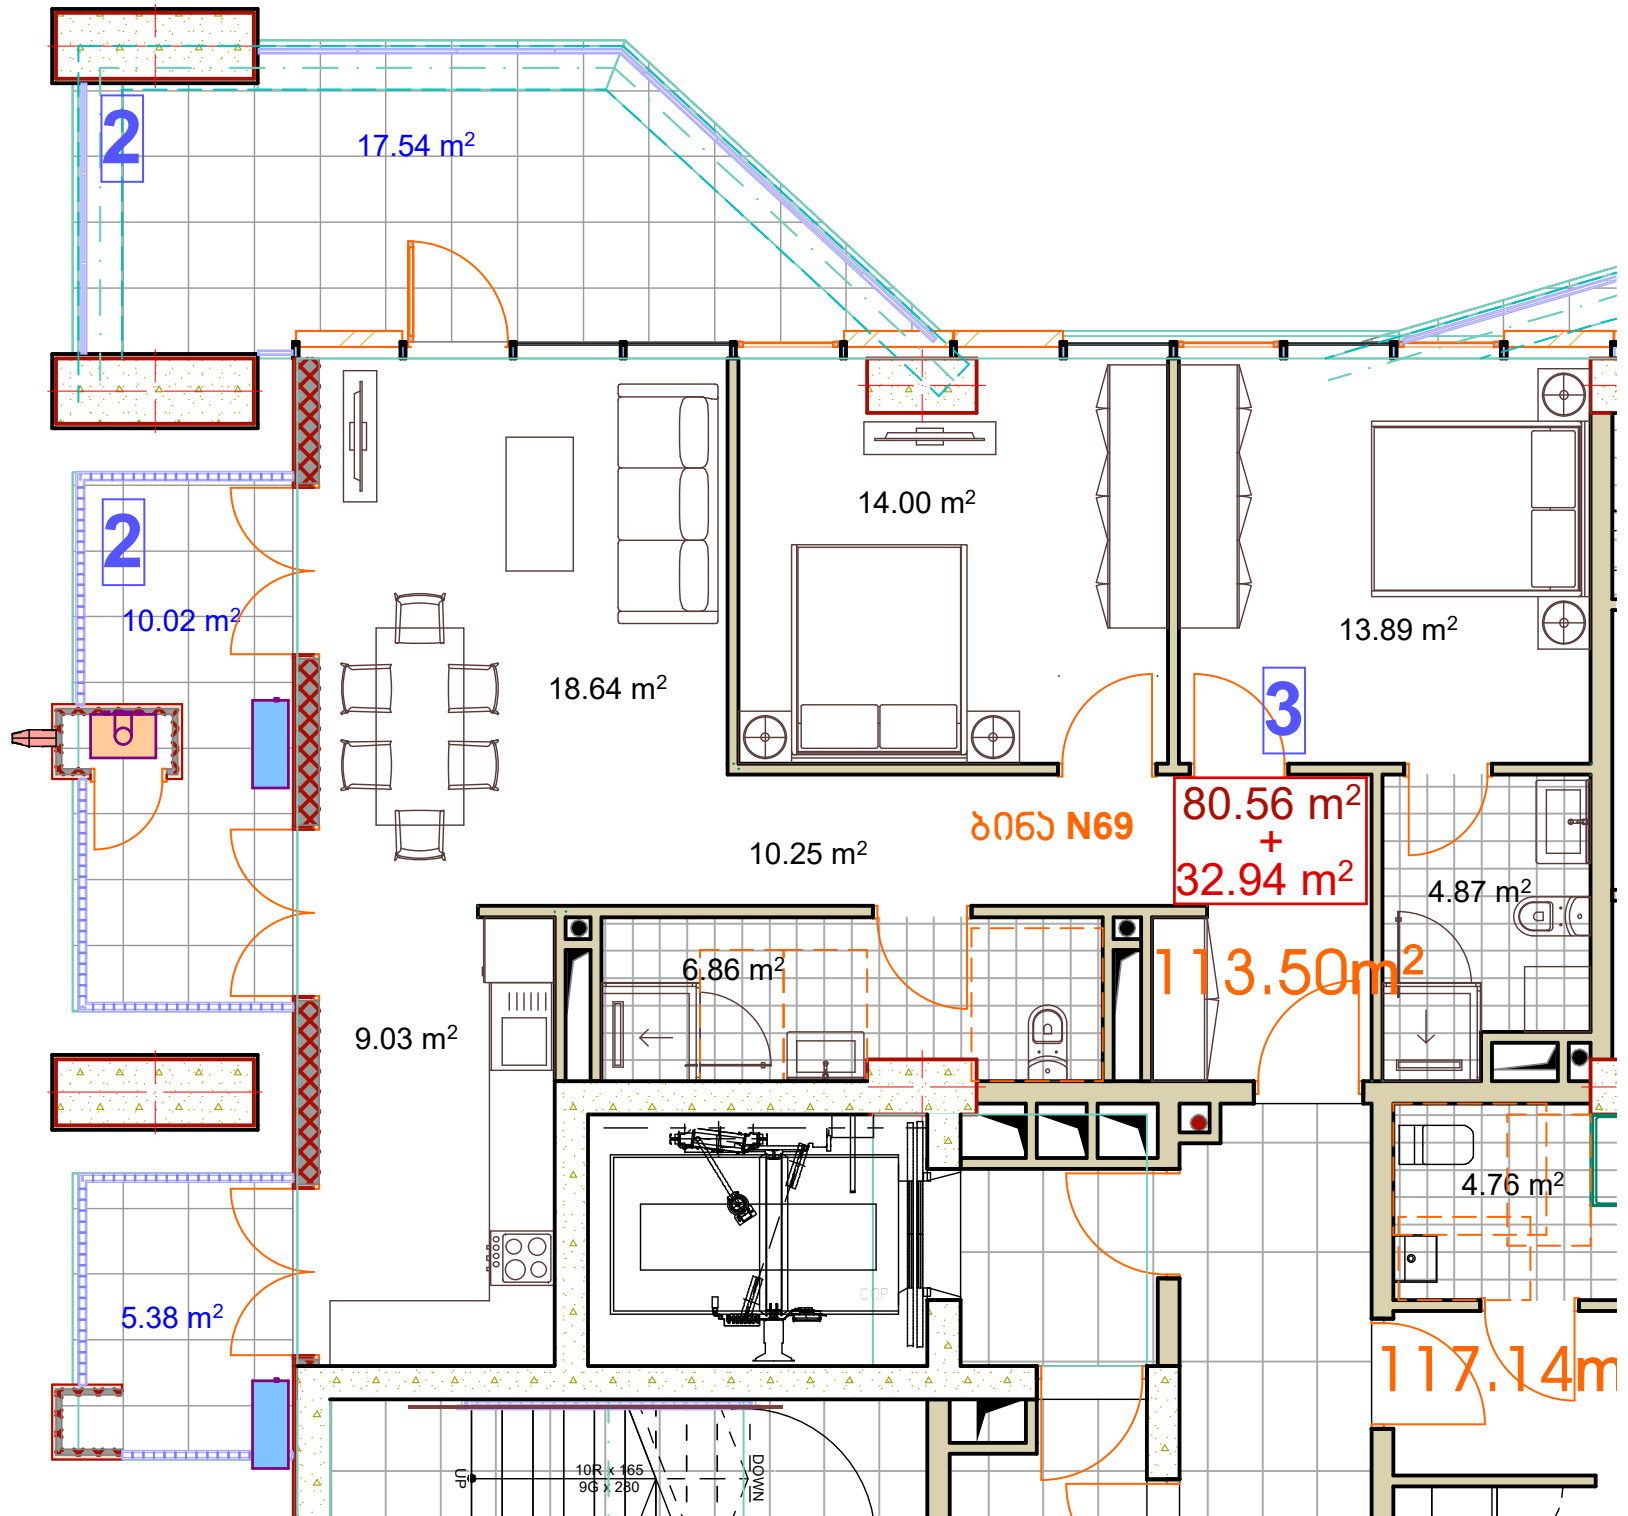 2
17.54 m²
14.00 m²
2
10.02 m²
13.89 m²
18.64 m²
3
ბინა N69
80.56 m²
+
32.94 m²
10.25 m²
4.87 m²
6.86 m²
113.50m²
9.03 m²
4.76 m²
COP
5.38 m²
117.14m
UP
10R x 165
9G x 280
DOWN